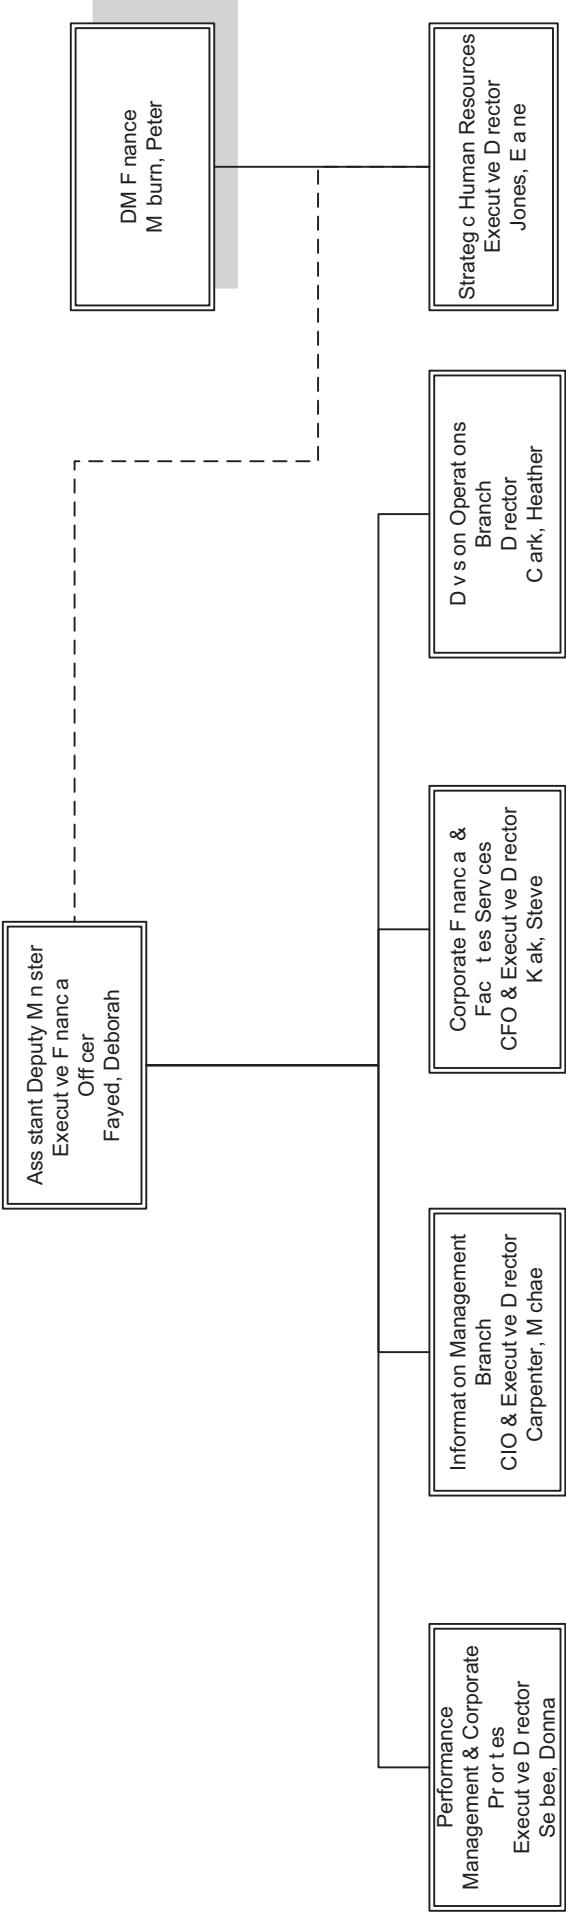 Ass stant Deputy M n ster
Execut ve F nanc a
Off cer
Fayed, Deborah
DM F nance
M burn, Peter
Performance
Management & Corporate
Pr or t es
Execut ve D rector
Se bee, Donna
Informat on Management
Branch
CIO & Execut ve D rector
Carpenter, M chae
Corporate F nanc a &
Fac t es Serv ces
CFO & Execut ve D rector
K ak, Steve
D v s on Operat ons
Branch
D rector
C ark, Heather
Strateg c Human Resources
Execut ve D rector
Jones, E a ne